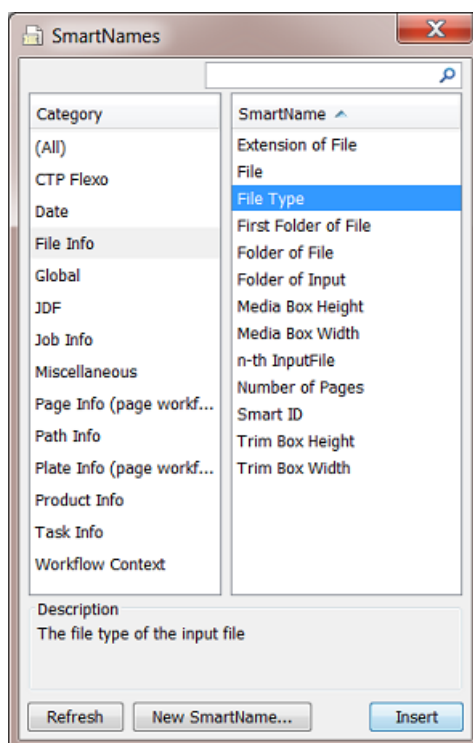 SmartNames
Category
(All)
CTP Flexo
Date
File Info
Global
JDF
Job Info
Miscellaneous
Page Info (page workf...
Path Info
Plate Info (page workf...
Product Info
Task Info
Workflow Context
SmartName
Extension of File
File
File Type
First Folder of File
Folder of File
Folder of Input
Media Box Height
Media Box Width
n-th InputFile
Number of Pages
Smart ID
Trim Box Height
Trim Box Width
Description
The file type of the input file
Refresh New SmartName... Insert